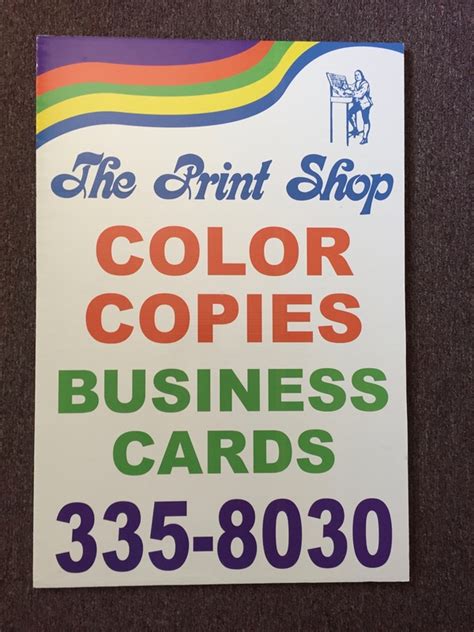 The Print Shop
COLOR
COPIES
BUSINESS
CARDS
335-8030